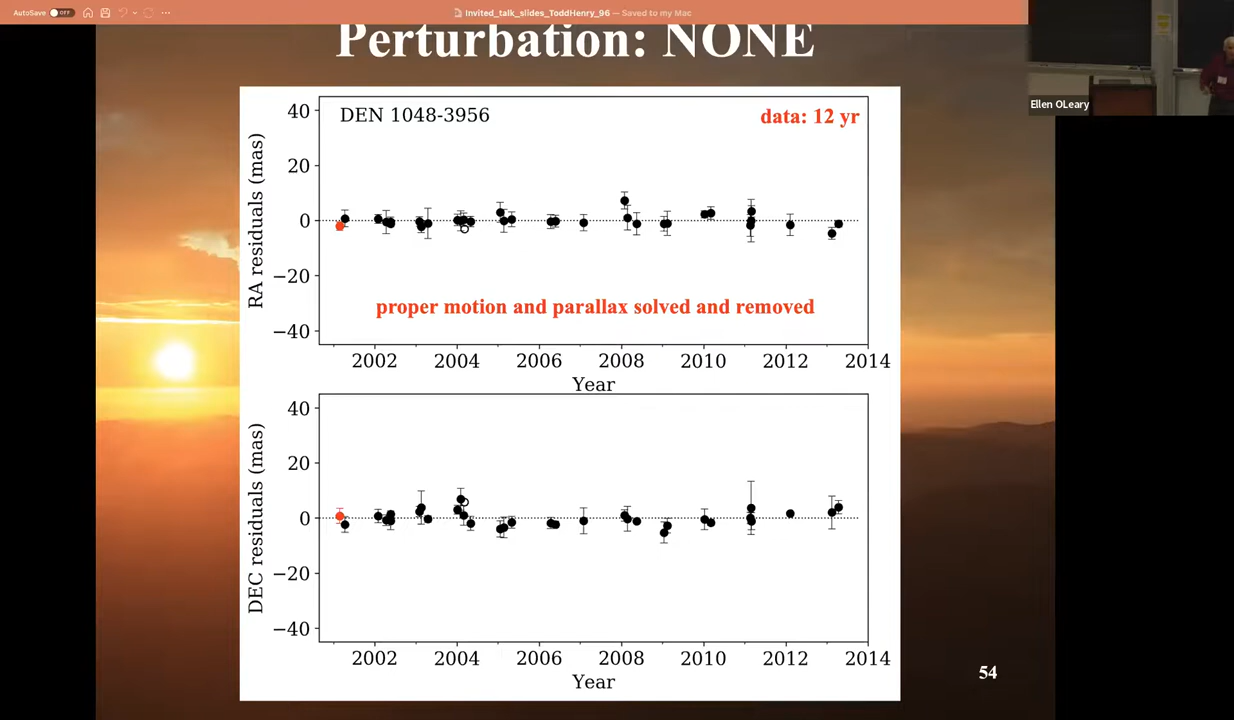 AutoSave OFF
Invited_talk_slides_ToddHenry_96 — Saved to my Mac
Perturbation: NONE
Ellen OLeary
DEN 1048-3956
data: 12 yr
40
20
0
−20
−40
RA residuals (mas)
proper motion and parallax solved and removed
2002 2004 2006 2008 2010 2012 2014
Year
40
20
0
−20
−40
DEC residuals (mas)
2002 2004 2006 2008 2010 2012 2014
Year
54